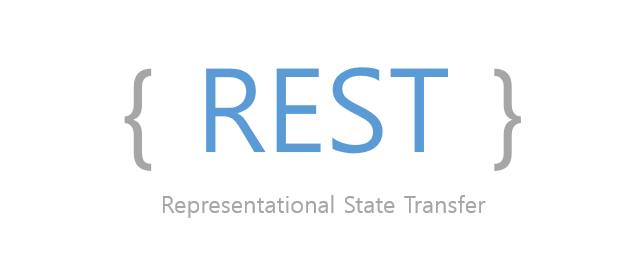 { REST }
Representational State Transfer